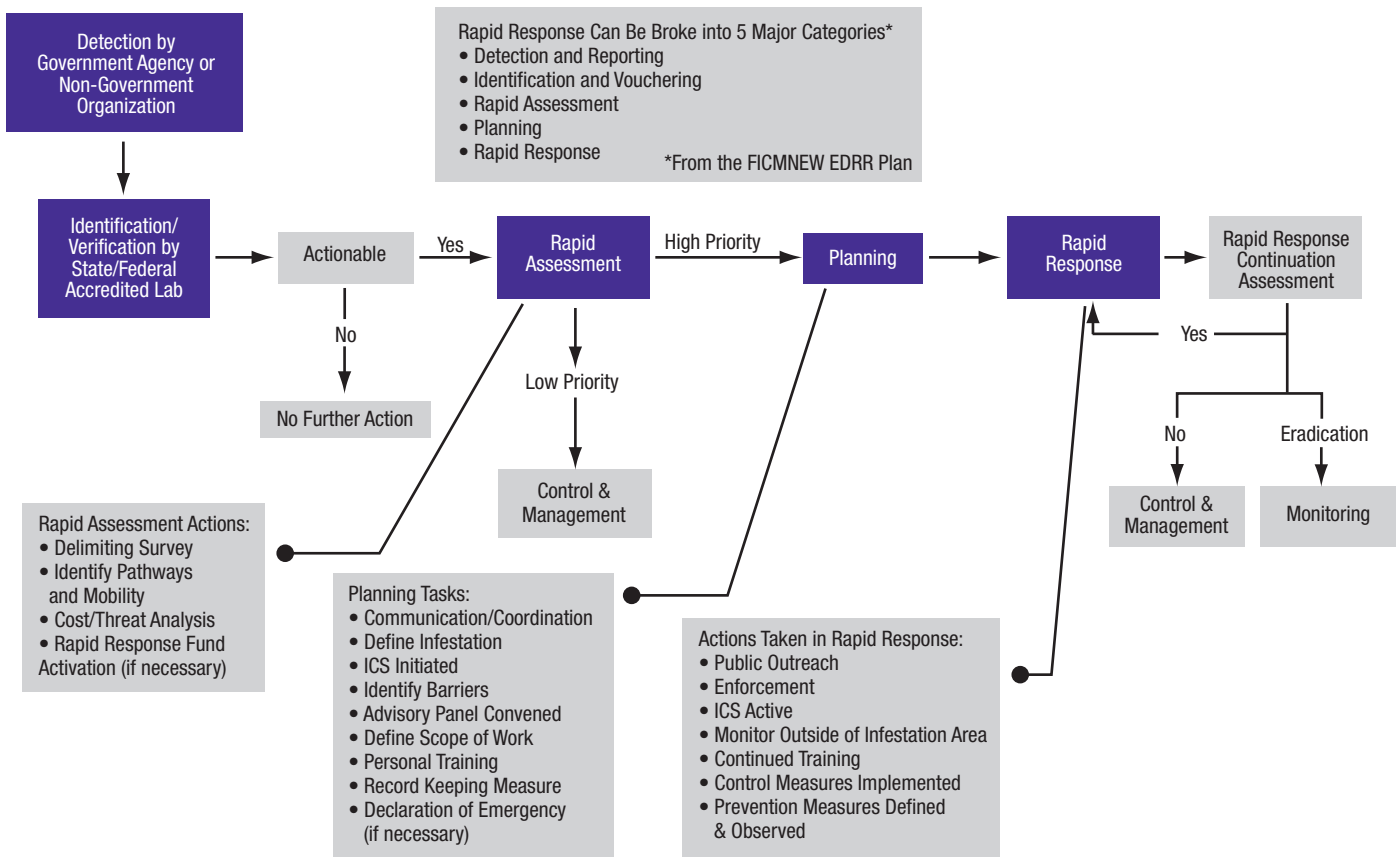 Detection by
Government Agency or
Non-Government
Organization
Rapid Response Can Be Broke into 5 Major Categories*
• Detection and Reporting
• Identification and Vouchering
• Rapid Assessment
• Planning
• Rapid Response
*From the FICMNEW EDRR Plan
Identification/
Verification by
State/Federal
Accredited Lab
Actionable
Yes
Rapid
Assessment
High Priority
Planning
Rapid
Response
Rapid Response
Continuation
Assessment
No
No Further Action
Low Priority
Control &
Management
Yes
No
Eradication
Control &
Management
Monitoring
Rapid Assessment Actions:
• Delimiting Survey
• Identify Pathways
and Mobility
• Cost/Threat Analysis
• Rapid Response Fund
Activation (if necessary)
Planning Tasks:
• Communication/Coordination
• Define Infestation
• ICS Initiated
• Identify Barriers
• Advisory Panel Convened
• Define Scope of Work
• Personal Training
• Record Keeping Measure
• Declaration of Emergency
(if necessary)
Actions Taken in Rapid Response:
• Public Outreach
• Enforcement
• ICS Active
• Monitor Outside of Infestation Area
• Continued Training
• Control Measures Implemented
• Prevention Measures Defined
& Observed